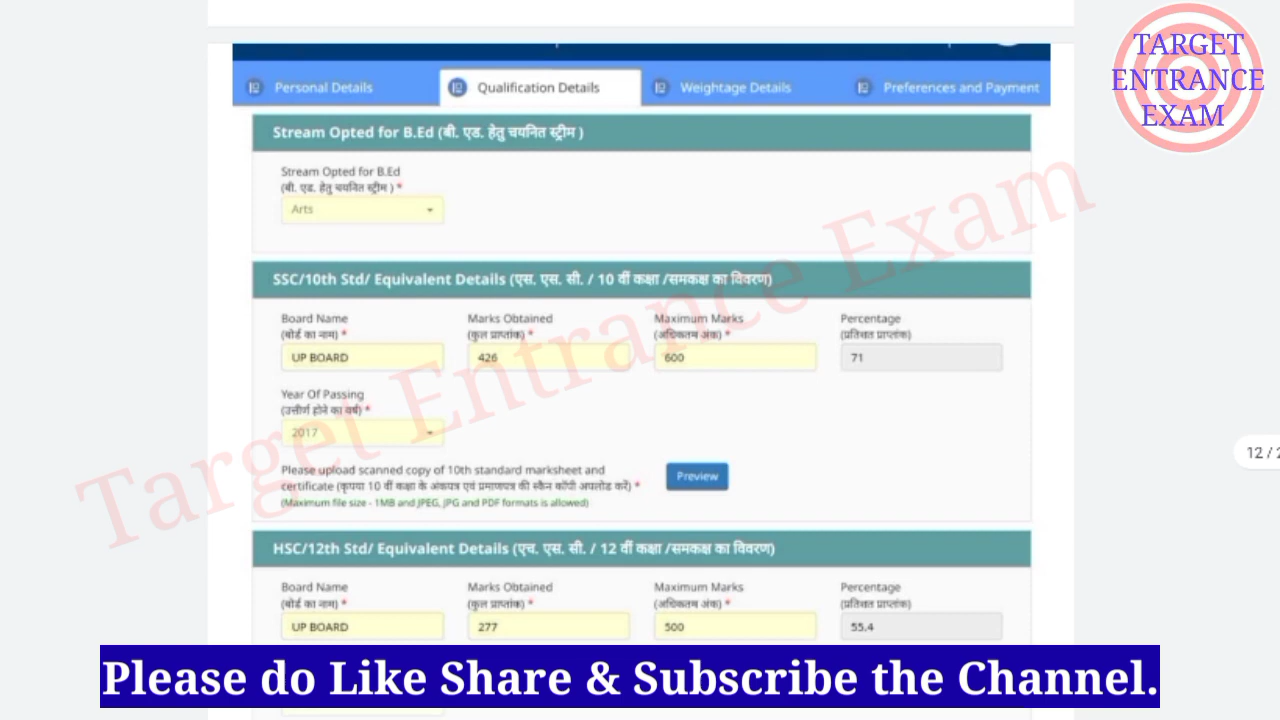 TARGET
ENTRANCE
EXAM
Personal Details
Qualification Details
Weightage Details
Preferences and Payment
Stream Opted for B.Ed (बी. एड. हेतु चयनित स्ट्रीम )
Stream Opted for B.Ed
(बी. एड. हेतु चयनित स्ट्रीम ) *
Arts
SSC/10th Std/ Equivalent Details (एस. एस. सी. / 10 वीं कक्षा /समकक्ष का विवरण)
Board Name
(बोर्ड का नाम) *
UP BOARD
Marks Obtained
(कुल प्राप्तांक) *
426
Maximum Marks
(अधिकतम अंक) *
600
Percentage
(प्रतिशत प्राप्तांक)
71
Year Of Passing
(उत्तीर्ण होने का वर्ष) *
2017
12 / 2
Please upload scanned copy of 10th standard marksheet and
certificate (कृपया 10 वीं कक्षा के अंकपत्र एवं प्रमाणपत्र की स्कैन कॉपी अपलोड करें) *
(Maximum file size - 1MB and JPEG, JPG and PDF formats is allowed)
Preview
HSC/12th Std/ Equivalent Details (एच. एस. सी. / 12 वीं कक्षा /समकक्ष का विवरण)
Board Name
(बोर्ड का नाम) *
UP BOARD
Marks Obtained
(कुल प्राप्तांक) *
277
Maximum Marks
(अधिकतम अंक) *
500
Percentage
(प्रतिशत प्राप्तांक)
55.4
Target Entrance Exam
Please do Like Share & Subscribe the Channel.